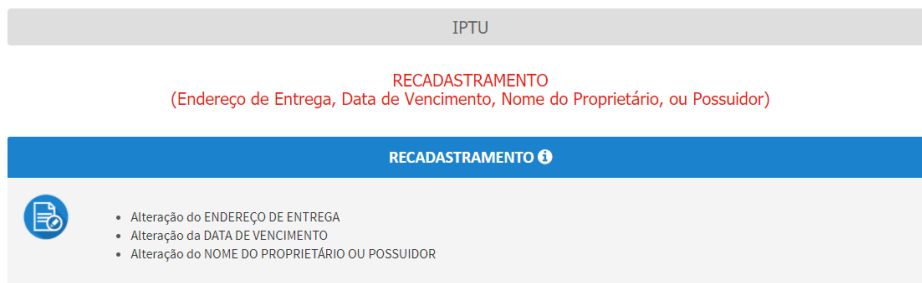 IPTU
RECADASTRAMENTO
(Endereço de Entrega, Data de Vencimento, Nome do Proprietário, ou Possuidor)
RECADASTRAMENTO
• Alteração do ENDEREÇO DE ENTREGA
• Alteração da DATA DE VENCIMENTO
• Alteração do NOME DO PROPRIETÁRIO OU POSSUIDOR